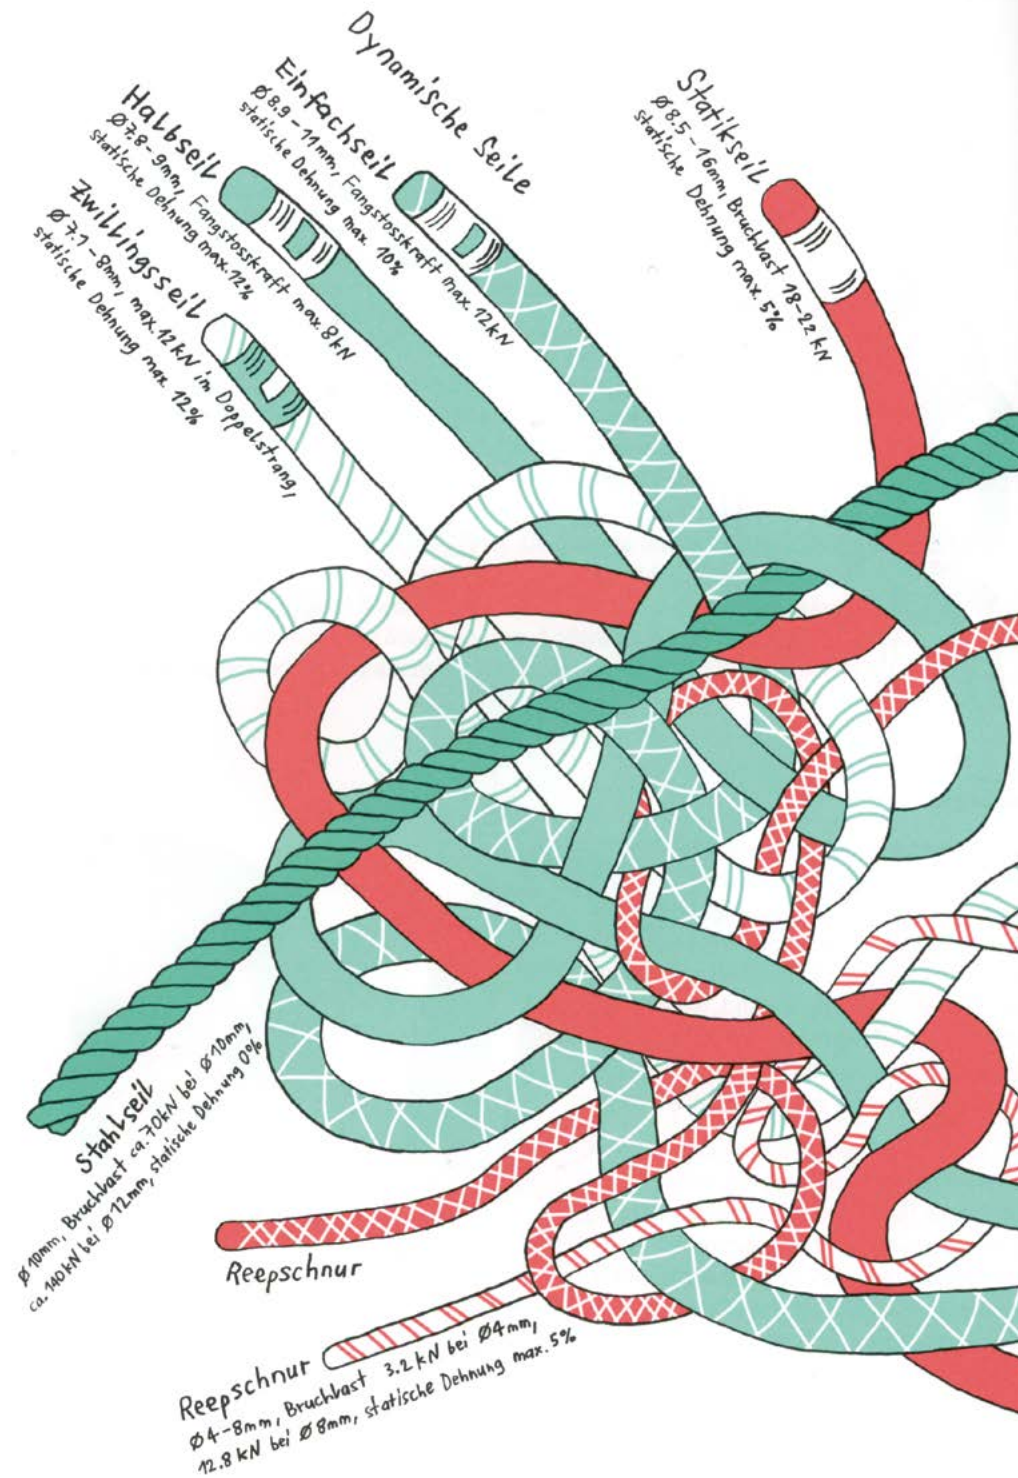 Dynamische Seile
Einfachseil
Ø8.9 – 11mm, Fangstosskraft max. 12kN
statische Dehnung max. 10%
Halbseil
Ø7.8 – 9mm, Fangstosskraft max. 8kN
statische Dehnung max. 12%
Zwillingsseil
Ø7.1 – 8mm, max. 12kN im Doppelstrang,
statische Dehnung max. 12%
Statikseil
Ø8.5 – 16mm, Bruchlast 18–22kN
statische Dehnung max. 5%
Stahlseil
Ø10mm, Bruchlast ca. 70kN bei Ø10mm,
ca. 140kN bei Ø12mm, statische Dehnung 0%
Reepschnur
Reepschnur
Ø4–8mm, Bruchlast 3.2kN bei Ø4mm,
12.8kN bei Ø8mm, statische Dehnung max. 5%